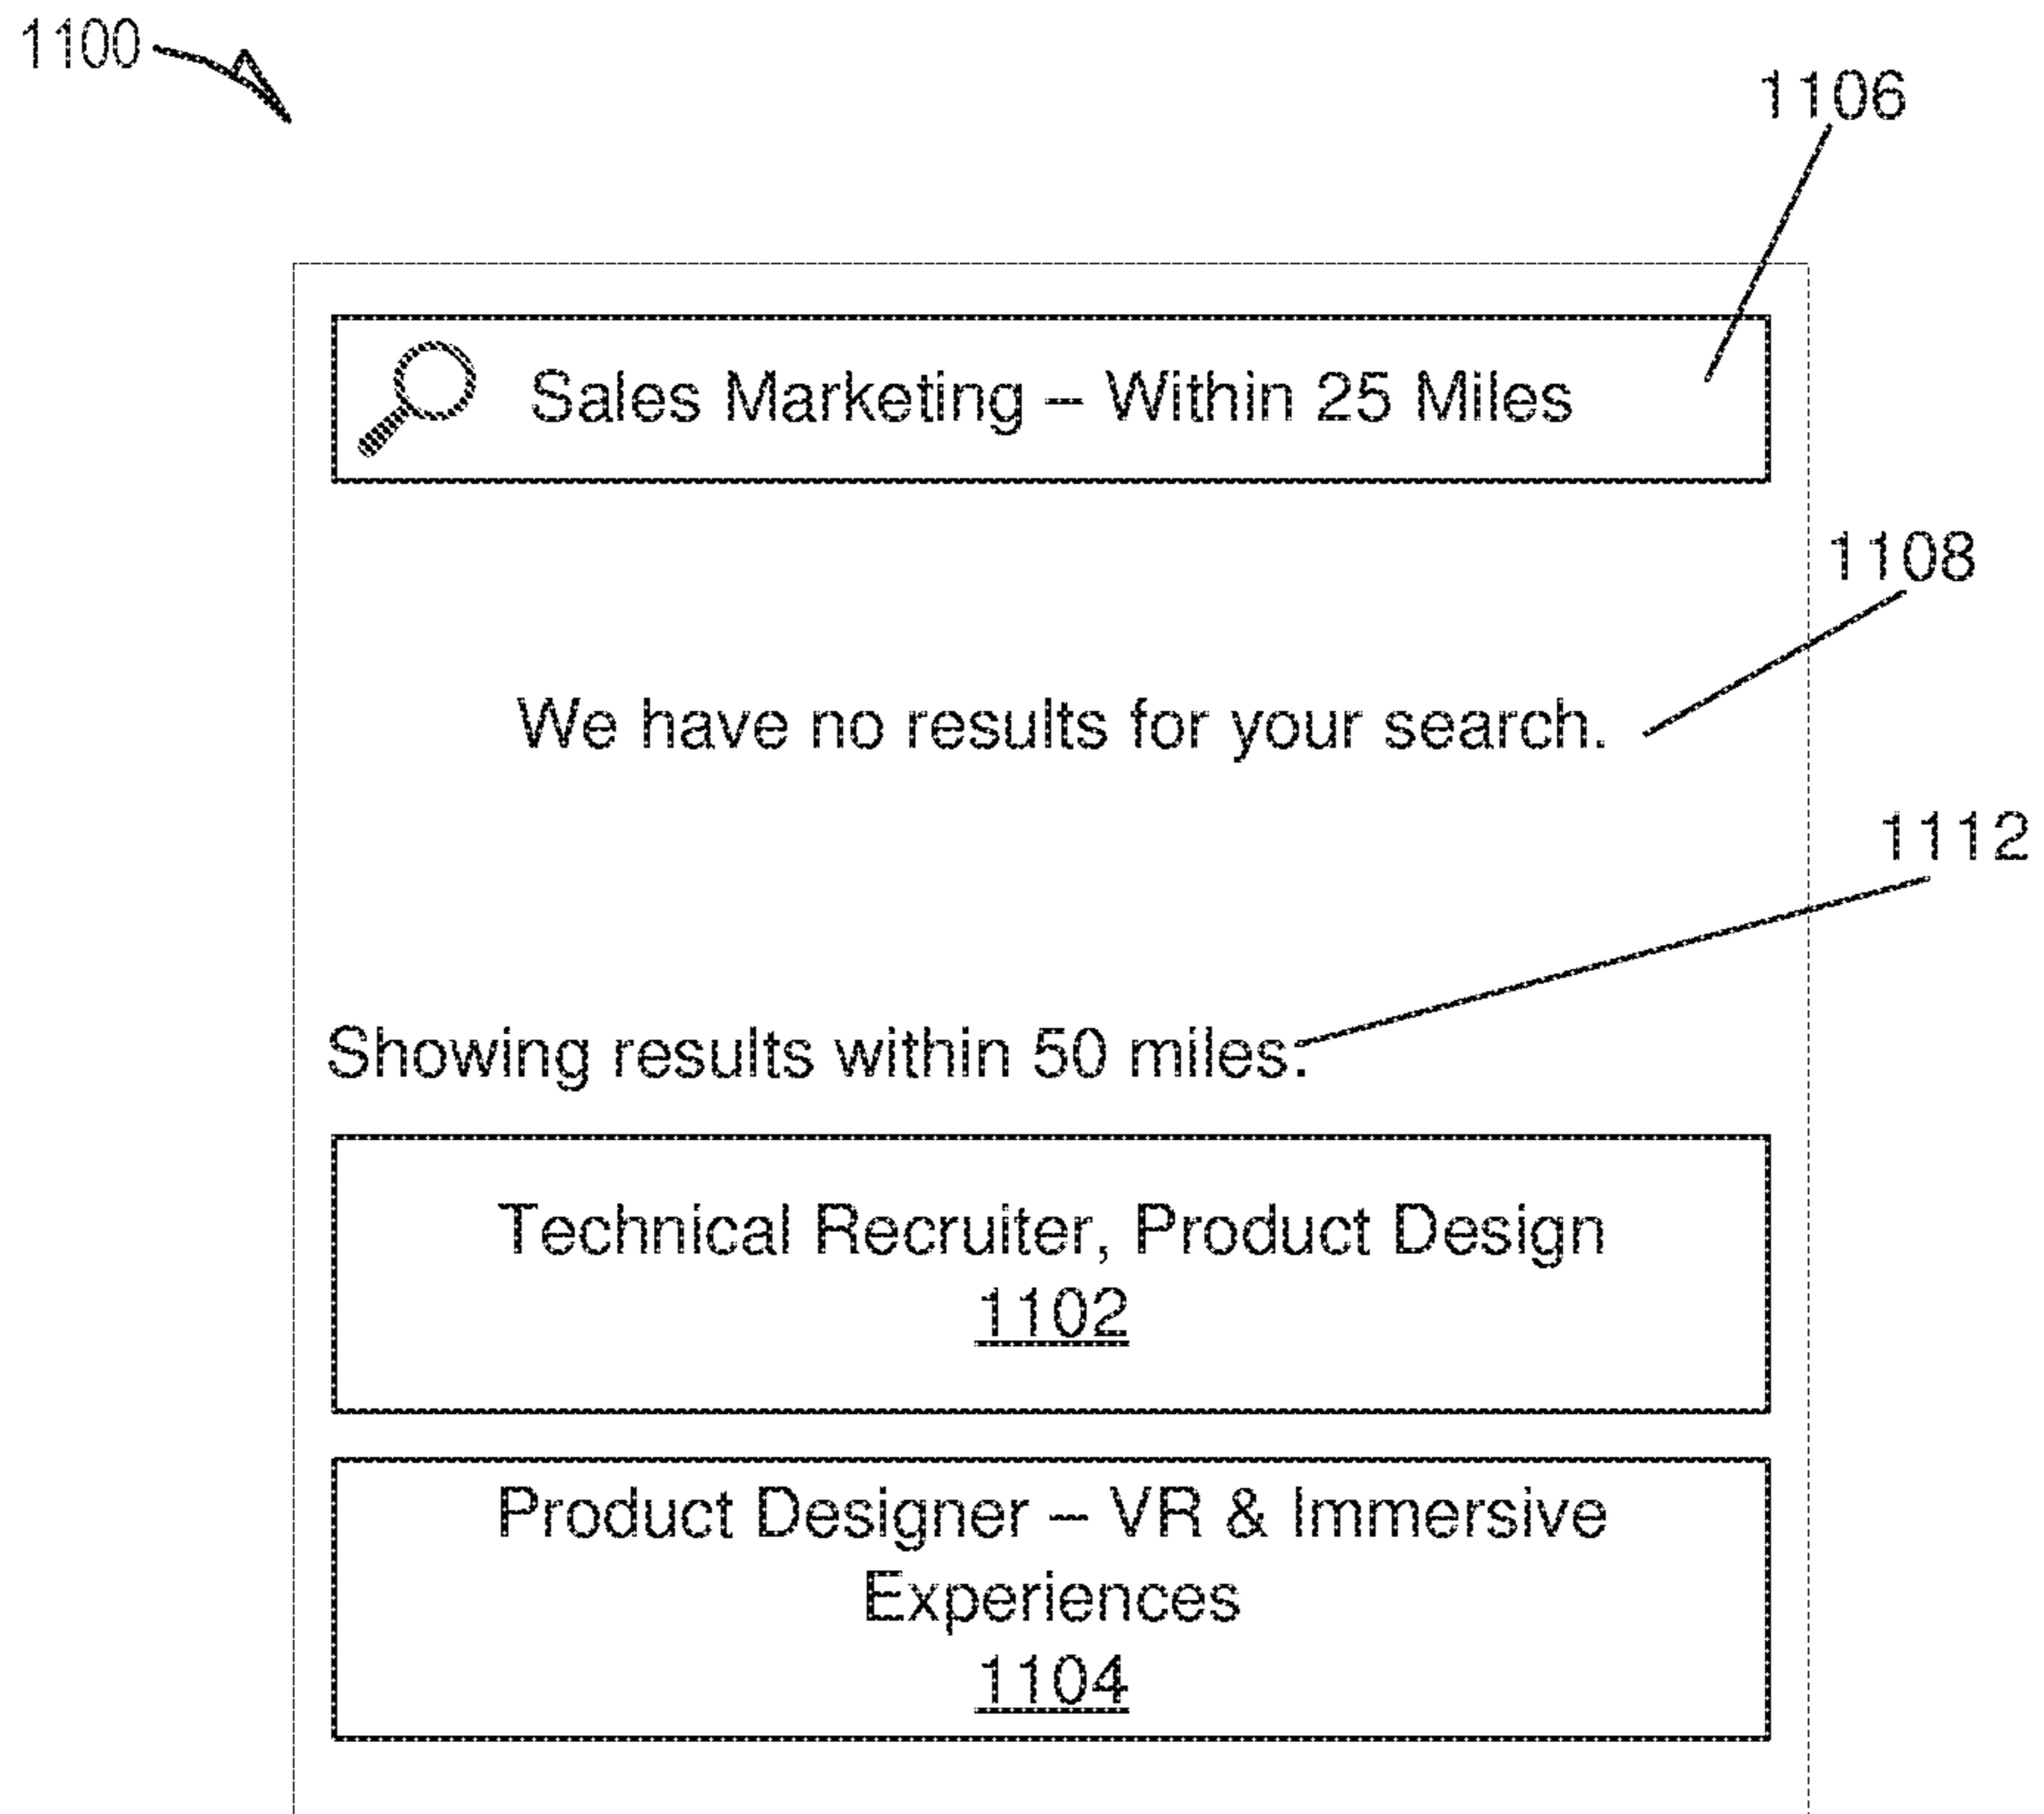 1100
1106
Sales Marketing – Within 25 Miles
1108
We have no results for your search.
1112
Showing results within 50 miles.
Technical Recruiter, Product Design
1102
Product Designer – VR & Immersive
Experiences
1104